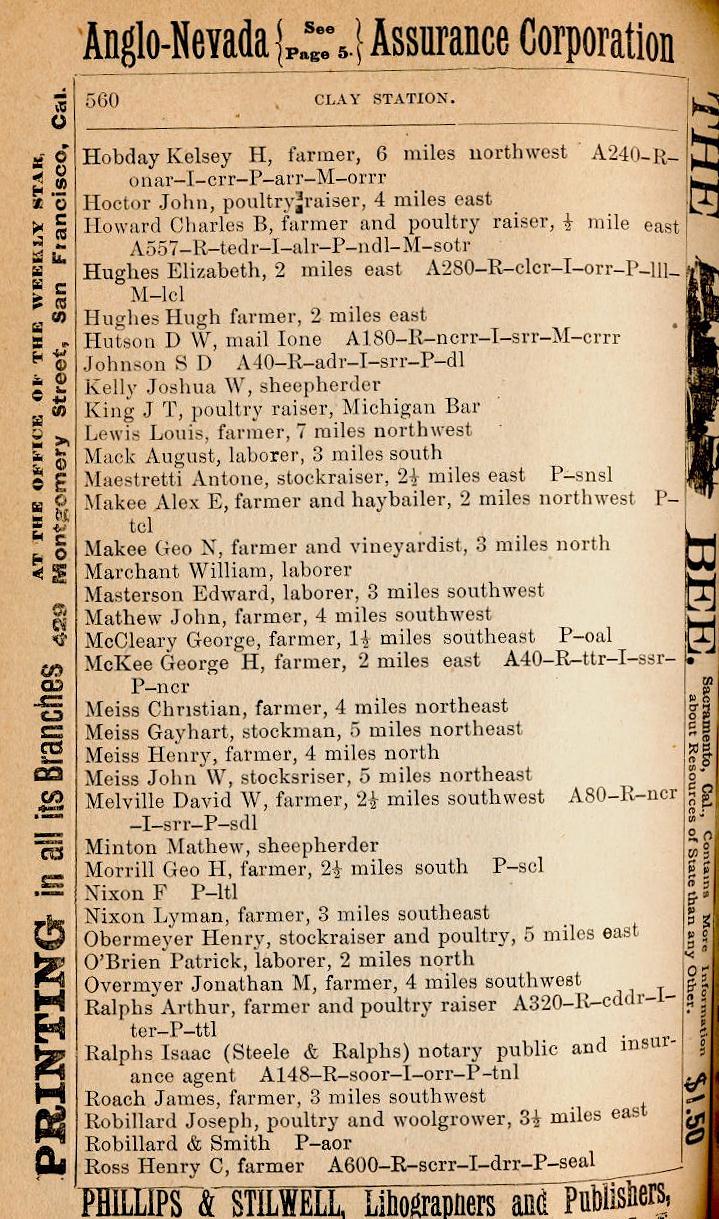 Anglo-Nevada { See Page 5. } Assurance Corporation
560 CLAY STATION.
Hobday Kelsey H, farmer, 6 miles northwest A240–R–
onar–I–crr–P–arr–M–orrr
Hoctor John, poultry raiser, 4 miles east
Howard Charles B, farmer and poultry raiser, ½ mile east
A557–R–tedr–I–alr–P–ndl–M–sotr
Hughes Elizabeth, 2 miles east A280–R–clcr–I–orr–P–lll–
M–lcl
Hughes Hugh farmer, 2 miles east
Hutson D W, mail Ione A180–R–ncrr–I–srr–M–crrr
Johnson S D A40–R–adr–I–srr–P–dl
Kelly Joshua W, sheepherder
King J T, poultry raiser, Michigan Bar
Lewis Louis, farmer, 7 miles northwest
Mack August, laborer, 3 miles south
Maestretti Antone, stockraiser, 2½ miles east P–snsl
Makee Alex E, farmer and haybailer, 2 miles northwest P–
tcl
Makee Geo N, farmer and vineyardist, 3 miles north
Marchant William, laborer
Masterson Edward, laborer, 3 miles southwest
Mathew John, farmer, 4 miles southwest
McCleary George, farmer, 1½ miles southeast P–oal
McKee George H, farmer, 2 miles east A40–R–ttr–I–ssr–
P–ncr
Meiss Christian, farmer, 4 miles northeast
Meiss Gayhart, stockman, 5 miles northeast
Meiss Henry, farmer, 4 miles north
Meiss John W, stocksriser, 5 miles northeast
Melville David W, farmer, 2½ miles southwest A80–R–ncr
–I–srr–P–sdl
Minton Mathew, sheepherder
Morrill Geo H, farmer, 2½ miles south P–scl
Nixon F P–ltl
Nixon Lyman, farmer, 3 miles southeast
Obermeyer Henry, stockraiser and poultry, 5 miles east
O'Brien Patrick, laborer, 2 miles north
Overmyer Jonathan M, farmer, 4 miles southwest
Ralphs Arthur, farmer and poultry raiser A320–R–cddr–I–
ter–P–ttl
Ralphs Isaac (Steele & Ralphs) notary public and insur-
ance agent A148–R–soor–I–orr–P–tnl
Roach James, farmer, 3 miles southwest
Robillard Joseph, poultry and woolgrower, 3½ miles east
Robillard & Smith P–aor
Ross Henry C, farmer A600–R–scrr–I–drr–P–seal
PHILLIPS & STILWELL, Lihographers and Publishers,
PRINTING in all its Branches
AT THE OFFICE OF THE WEEKLY STAR,
429 Montgomery Street, San Francisco, Cal.
THE BEE.
Sacramento, Cal., Contains More Information
about Resources of State than any Other.
$1.50